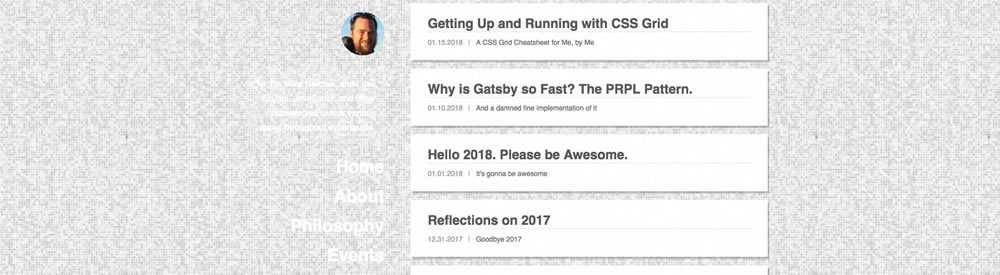 Home
About
Philosophy
Events
Getting Up and Running with CSS Grid
01.15.2018 | A CSS Grid Cheatsheet for Me, by Me
Why is Gatsby so Fast? The PRPL Pattern.
01.10.2018 | And a damned fine implementation of it
Hello 2018. Please be Awesome.
01.01.2018 | It's gonna be awesome
Reflections on 2017
12.31.2017 | Goodbye 2017